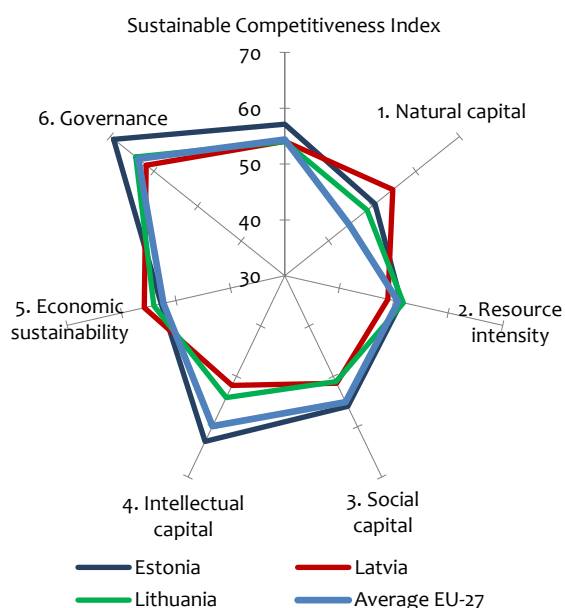 Sustainable Competitiveness Index
70
60
50
40
30
1. Natural capital
2. Resource
intensity
3. Social
capital
4. Intellectual
capital
5. Economic
sustainability
6. Governance
Estonia
Latvia
Lithuania
Average EU-27